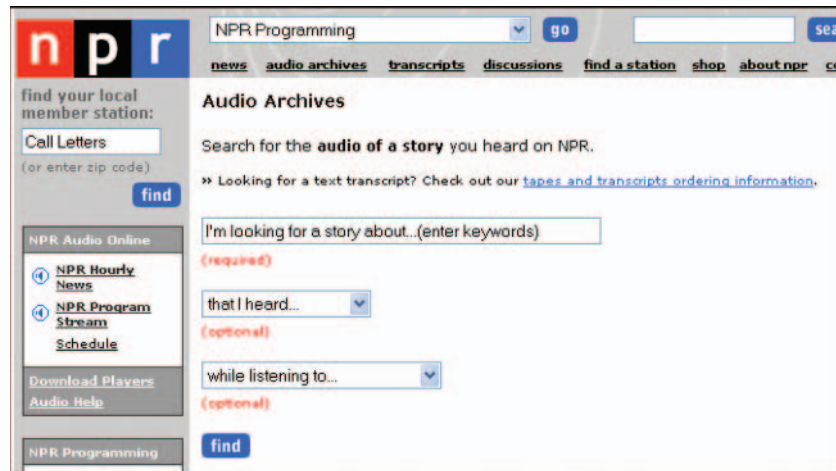 npr
NPR Programming
go
news audio archives transcripts discussions find a station shop about npr
find your local
member station:
Call Letters
(or enter zip code)
find
NPR Audio Online
NPR Hourly
News
NPR Program
Stream
Schedule
Download Players
Audio Help
NPR Programming
Audio Archives
Search for the audio of a story you heard on NPR.
» Looking for a text transcript? Check out our tapes and transcripts ordering information.
I'm looking for a story about...(enter keywords)
(required)
that I heard...
(optional)
while listening to...
(optional)
find